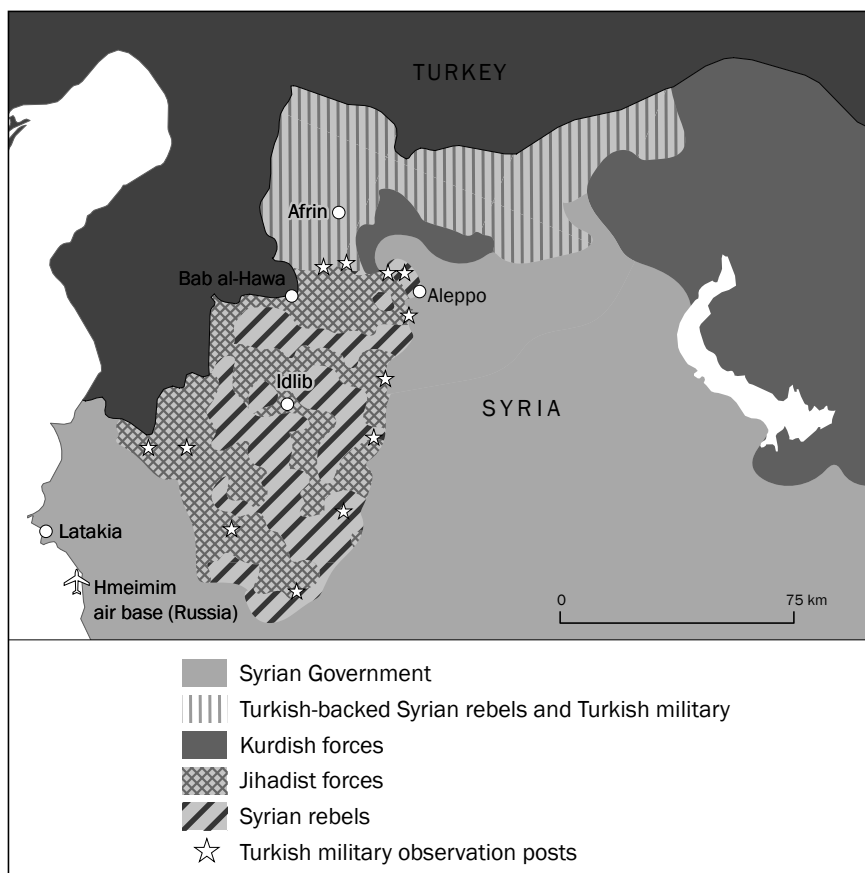 TURKEY
Afrin
Bab al-Hawa
Aleppo
Idlib
SYRIA
Latakia
Hmeimim
air base (Russia)
0
75 km
Syrian Government
Turkish-backed Syrian rebels and Turkish military
Kurdish forces
Jihadist forces
Syrian rebels
Turkish military observation posts